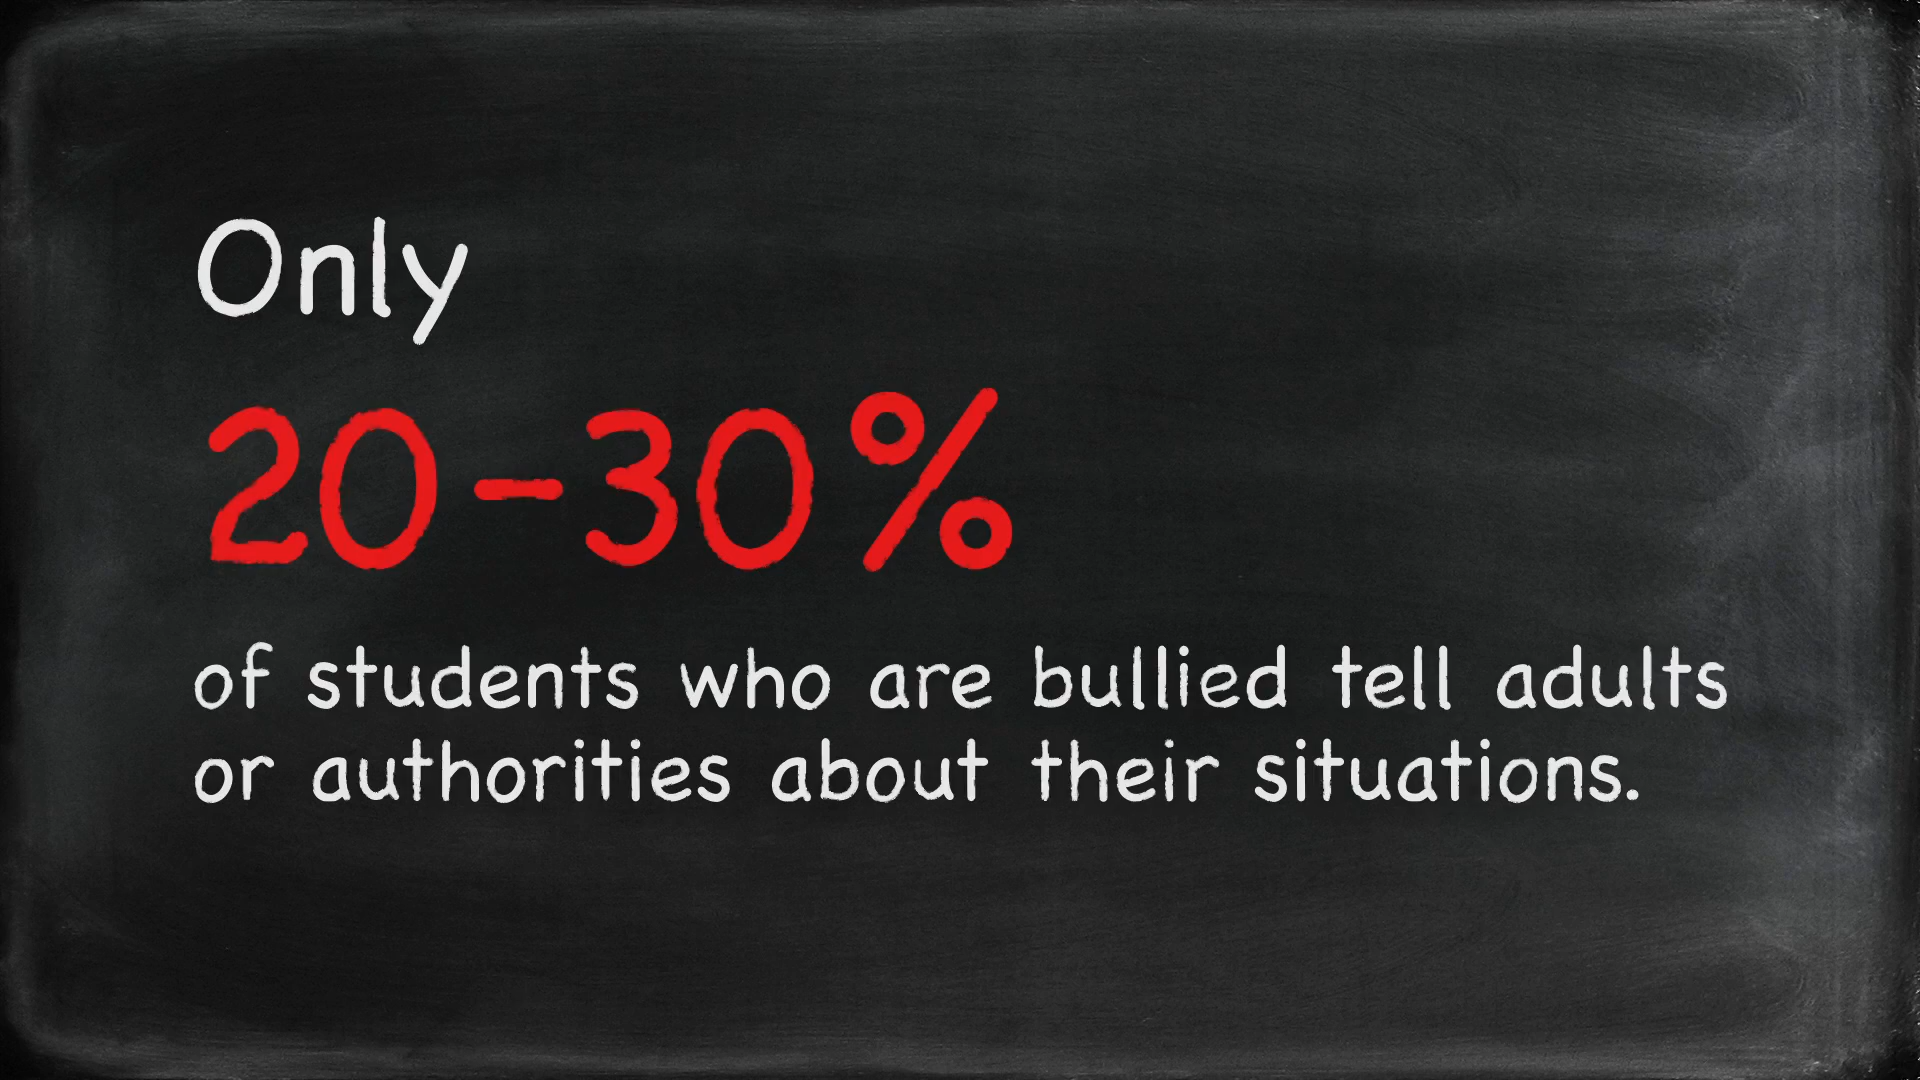 Only
20-30%
of students who are bullied tell adults
or authorities about their situations.